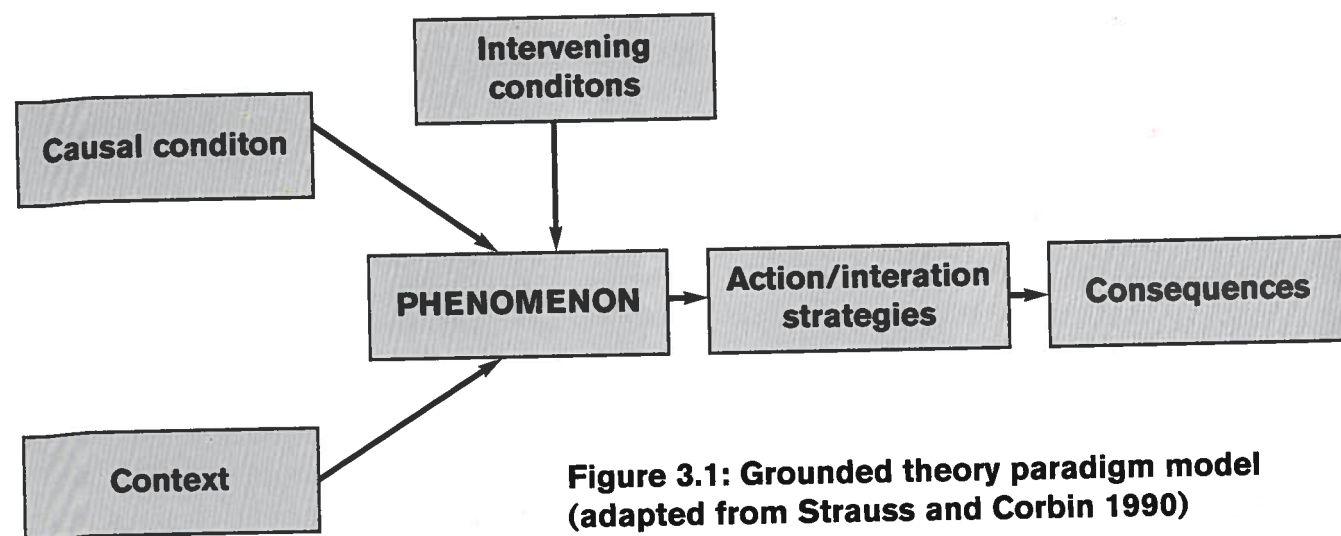 Intervening
conditons
Causal conditon
PHENOMENON
Action/interation
strategies
Consequences
Context
Figure 3.1: Grounded theory paradigm model
(adapted from Strauss and Corbin 1990)